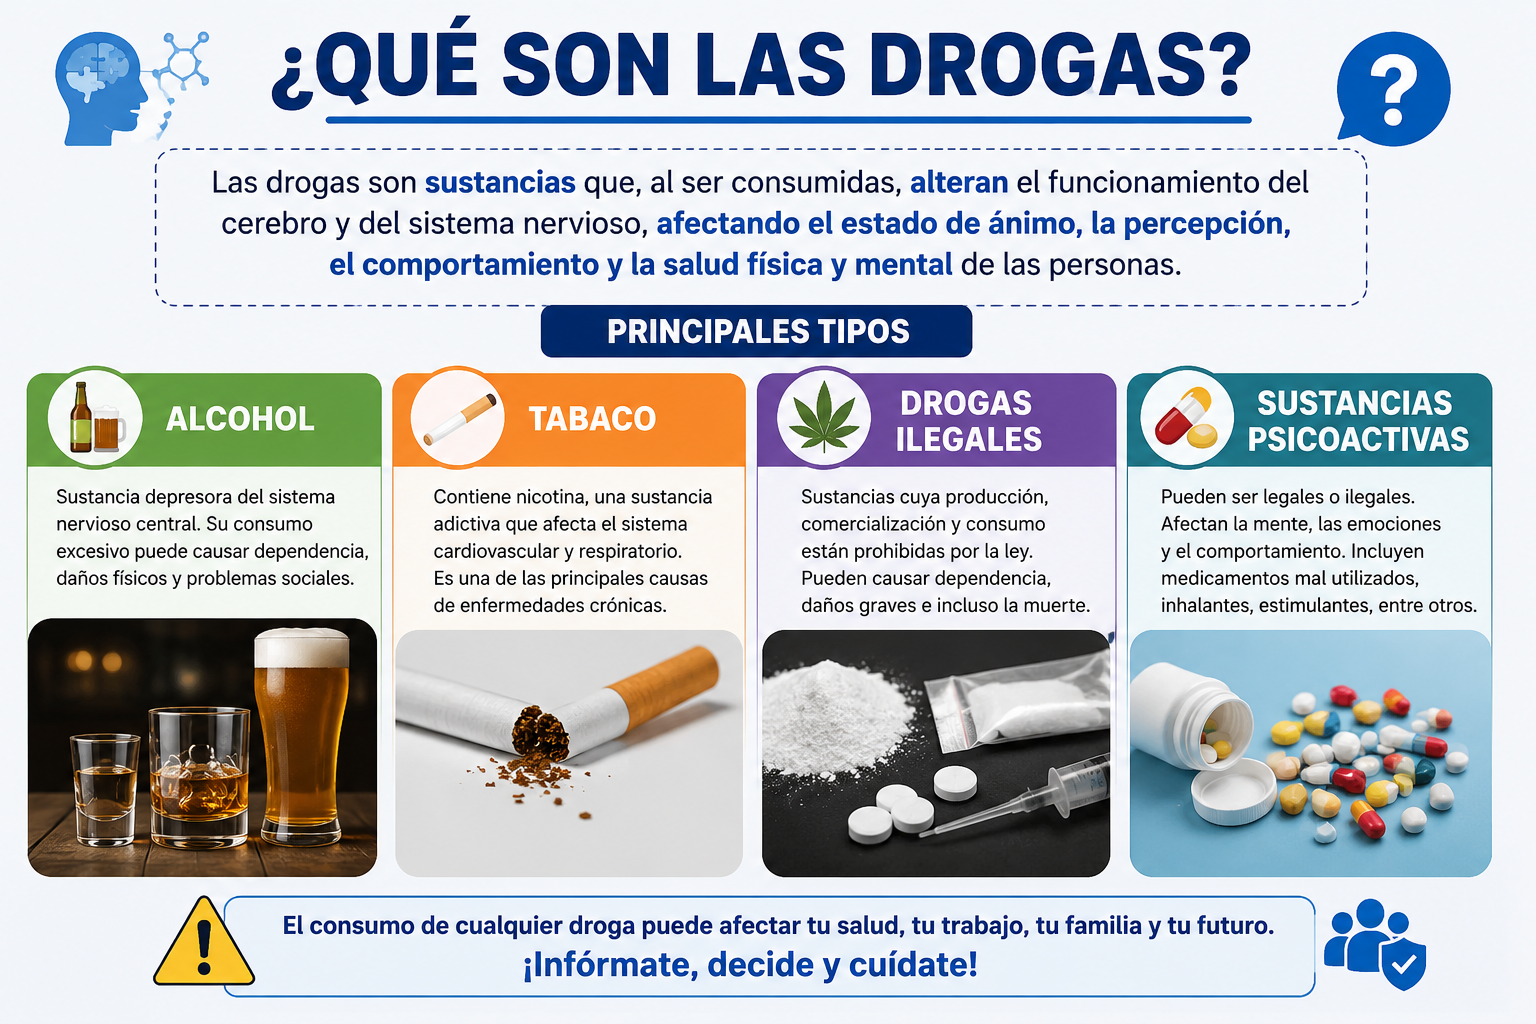 ¿QUÉ SON LAS DROGAS?
?
Las drogas son sustancias que, al ser consumidas, alteran el funcionamiento del
cerebro y del sistema nervioso, afectando el estado de ánimo, la percepción,
el comportamiento y la salud física y mental de las personas.
PRINCIPALES TIPOS
ALCOHOL
Sustancia depresora del sistema
nervioso central. Su consumo
excesivo puede causar dependencia,
daños físicos y problemas sociales.
TABACO
Contiene nicotina, una sustancia
adictiva que afecta el sistema
cardiovascular y respiratorio.
Es una de las principales causas
de enfermedades crónicas.
DROGAS
ILEGALES
Sustancias cuya producción,
comercialización y consumo
están prohibidas por la ley.
Pueden causar dependencia,
daños graves e incluso la muerte.
SUSTANCIAS
PSICOACTIVAS
Pueden ser legales o ilegales.
Afectan la mente, las emociones
y el comportamiento. Incluyen
medicamentos mal utilizados,
inhalantes, estimulantes, entre otros.
!
El consumo de cualquier droga puede afectar tu salud, tu trabajo, tu familia y tu futuro.
¡Infórmate, decide y cuídate!